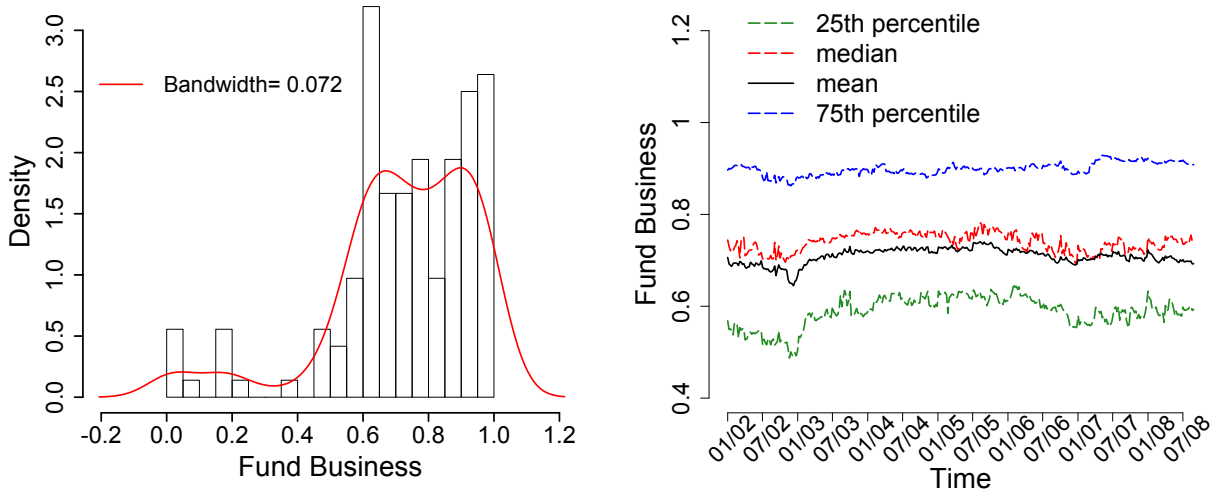 Density
0.0 0.5 1.0 1.5 2.0 2.5 3.0
Bandwidth= 0.072
-0.2 0.0 0.2 0.4 0.6 0.8 1.0 1.2
Fund Business
Fund Business
0.4 0.6 0.8 1 1.2
25th percentile
median
mean
75th percentile
01/02 07/02 01/03 07/03 01/04 07/04 01/05 07/05 01/06 07/06 01/07 07/07 01/08 07/08
Time